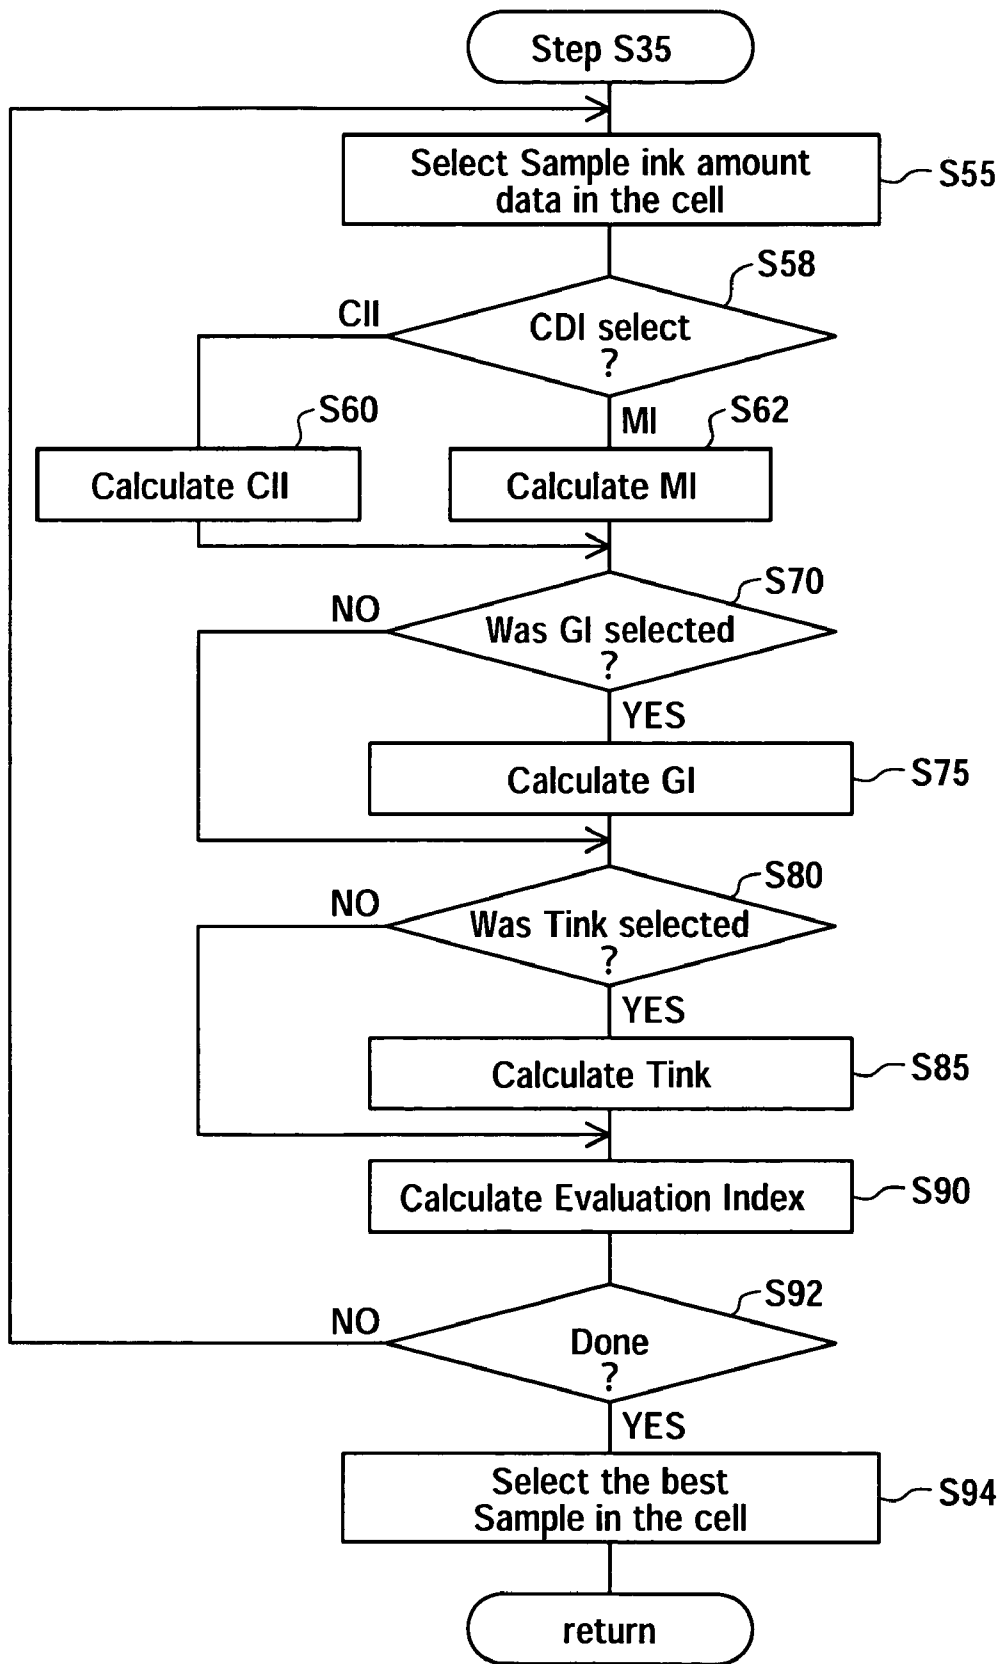 Step S35
Select Sample ink amount
data in the cell
S55
S58
CII
CDI select
?
MI
S60
S62
Calculate CII
Calculate MI
S70
NO
Was GI selected
?
YES
Calculate GI
S75
S80
NO
Was Tink selected
?
YES
Calculate Tink
S85
Calculate Evaluation Index
S90
S92
NO
Done
?
YES
Select the best
Sample in the cell
S94
return